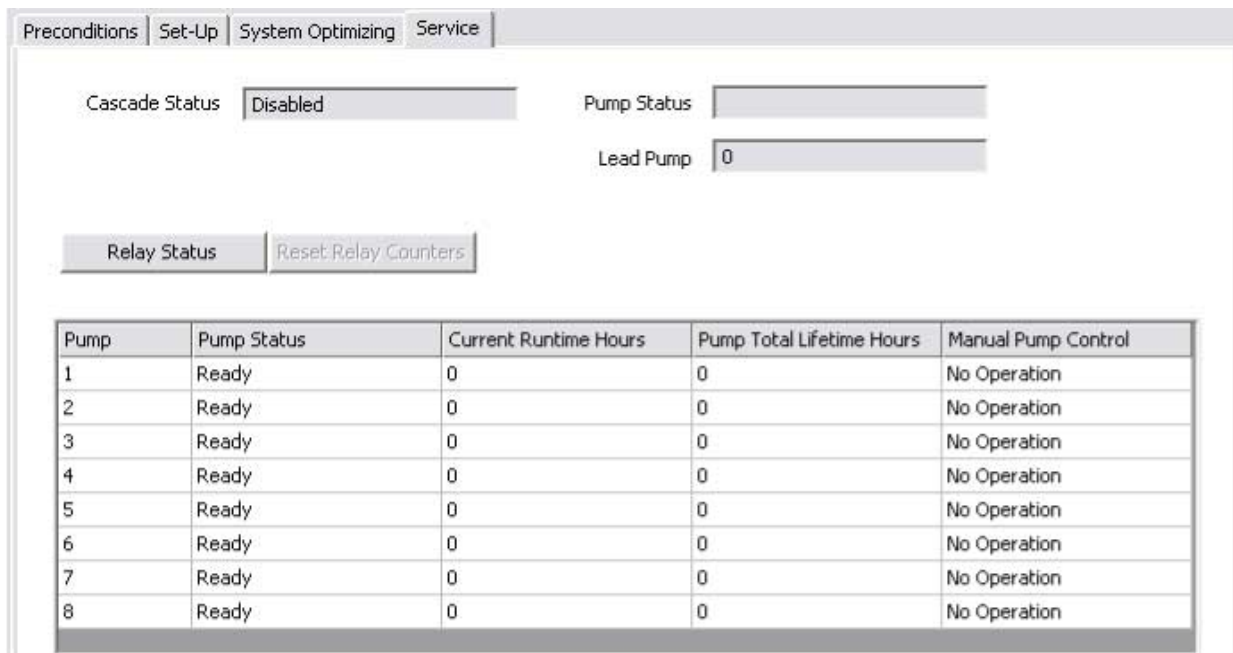 Preconditions Set-Up System Optimizing Service
Cascade Status Disabled Pump Status
Lead Pump 0
Relay Status Reset Relay Counters
Pump Pump Status Current Runtime Hours Pump Total Lifetime Hours Manual Pump Control
1 Ready 0 0 No Operation
2 Ready 0 0 No Operation
3 Ready 0 0 No Operation
4 Ready 0 0 No Operation
5 Ready 0 0 No Operation
6 Ready 0 0 No Operation
7 Ready 0 0 No Operation
8 Ready 0 0 No Operation